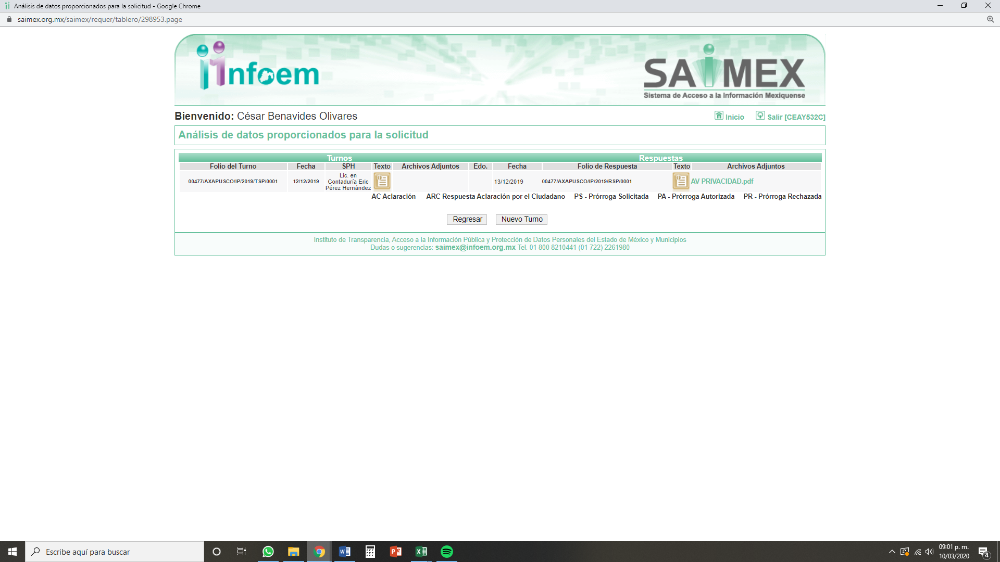 Análisis de datos proporcionados para la solicitud - Google Chrome
saimex.org.mx/saimex/requer/tablero/298953.page
infoem
SAIMEX
Sistema de Acceso a la Información Mexiquense
Bienvenido: César Benavides Olivares
Inicio
Salir [CEAY532C]
Análisis de datos proporcionados para la solicitud
Turnos Respuestas
Folio del Turno Fecha SPH Texto Archivos Adjuntos Edo. Fecha Folio de Respuesta Texto Archivos Adjuntos
00477/AXAPUSCO/IP/2019/TSP/0001 12/12/2019 Lic. en Contaduría Eric Pérez Hernández 13/12/2019 00477/AXAPUSCO/IP/2019/RSP/0001 AV PRIVACIDAD.pdf
AC Aclaración ARC Respuesta Aclaración por el Ciudadano PS - Prórroga Solicitada PA - Prórroga Autorizada PR - Prórroga Rechazada
Regresar Nuevo Turno
Instituto de Transparencia, Acceso a la Información Pública y Protección de Datos Personales del Estado de México y Municipios
Dudas o sugerencias: saimex@infoem.org.mx Tel. 01 800 8210441 (01 722) 2261980
Escribe aquí para buscar
09:01 p. m.
10/03/2020
4